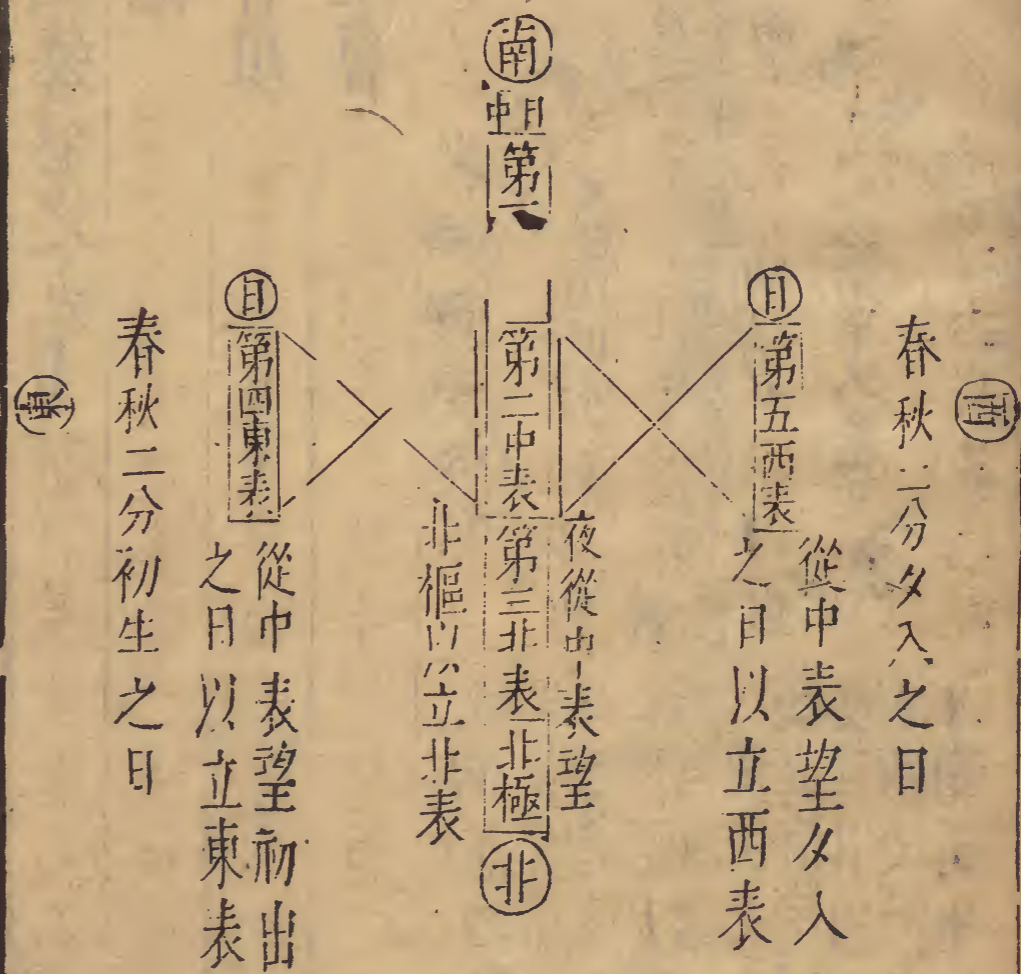 西
春秋二分夕入之日
日
第五西表
從中表望夕入
之日以立西表
南
日中
第一
第二中表
第三北表
北極
夜從中表望
北樞以立北表
北
日
第四東表
從中表望初出
之日以立東表
春秋二分初生之日
東